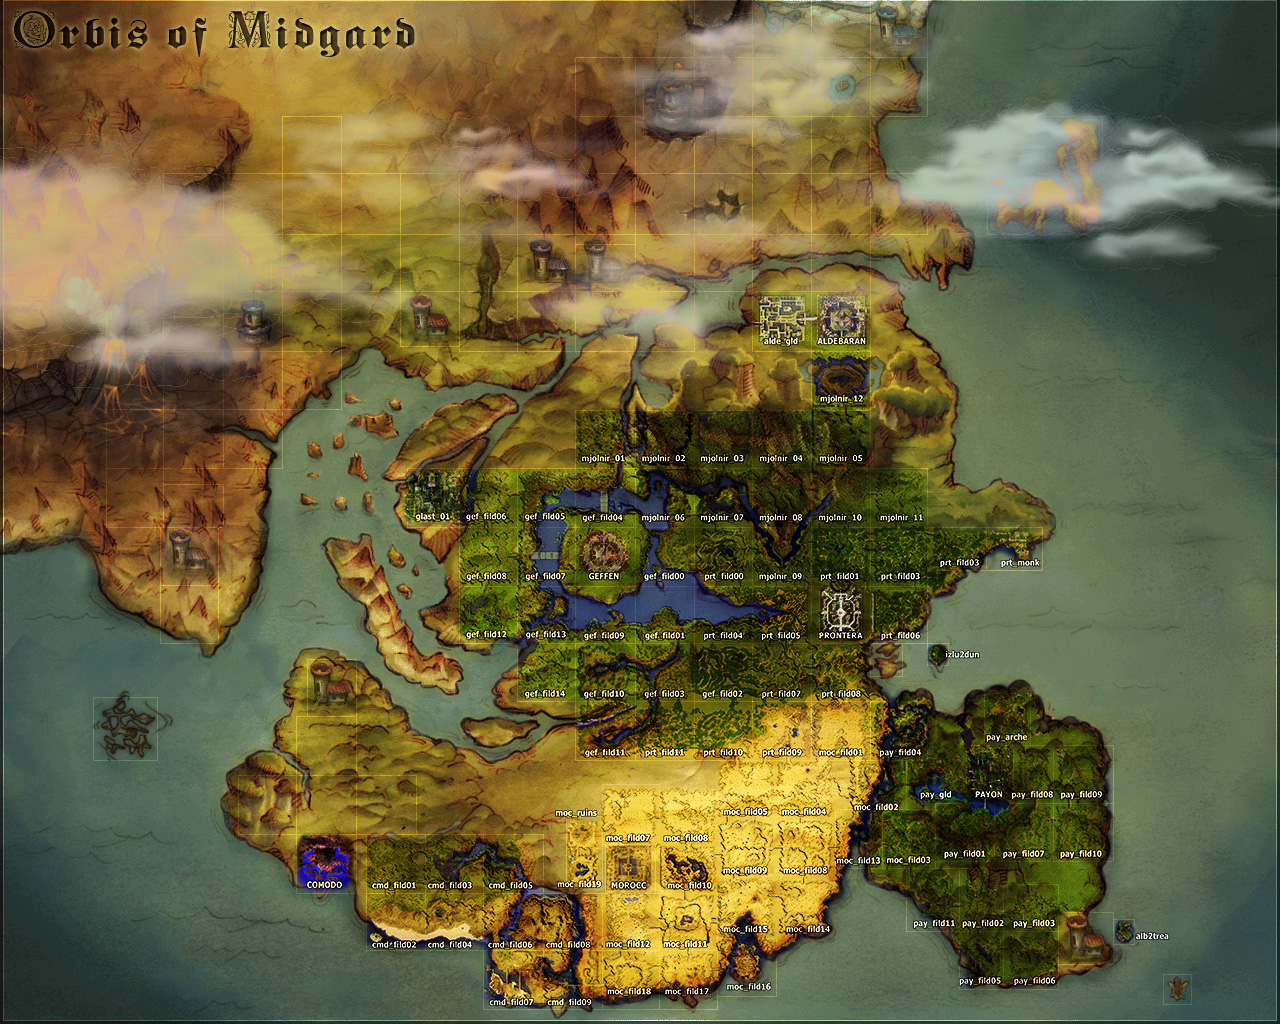 Orbis of Midgard
alde_gld ALDEBARAN
mjolnir_12
mjolnir_01 mjolnir_02 mjolnir_03 mjolnir_04 mjolnir_05
glast_01 gef_fild06 gef_fild05 gef_fild04 mjolnir_06 mjolnir_07 mjolnir_08 mjolnir_10 mjolnir_11
prt_fild03 prt_monk
gef_fild08 gef_fild07 GEFFEN gef_fild00 prt_fild00 mjolnir_09 prt_fild01 prt_fild03
gef_fild12 gef_fild13 gef_fild09 gef_fild01 prt_fild04 prt_fild05 PRONTERA prt_fild06
izlu2dun
gef_fild14 gef_fild10 gef_fild03 gef_fild02 prt_fild07 prt_fild08
pay_arche
gef_fild11 prt_fild11 prt_fild10 prt_fild09 moc_fild01 pay_fild04
pay_gld PAYON pay_fild08 pay_fild09
moc_ruins moc_fild05 moc_fild04 moc_fild02
moc_fild07 moc_fild08
moc_fild13 moc_fild03 pay_fild01 pay_fild07 pay_fild10
moc_fild09 moc_fild08
COMODO cmd_fild01 cmd_fild03 cmd_fild05 moc_fild19 MOROCC moc_fild10
pay_fild11 pay_fild02 pay_fild03
moc_fild15 moc_fild14
alb2trea
cmd_fild02 cmd_fild04 cmd_fild06 cmd_fild08 moc_fild12 moc_fild11
pay_fild05 pay_fild06
moc_fild16
moc_fild18 moc_fild17
cmd_fild07 cmd_fild09